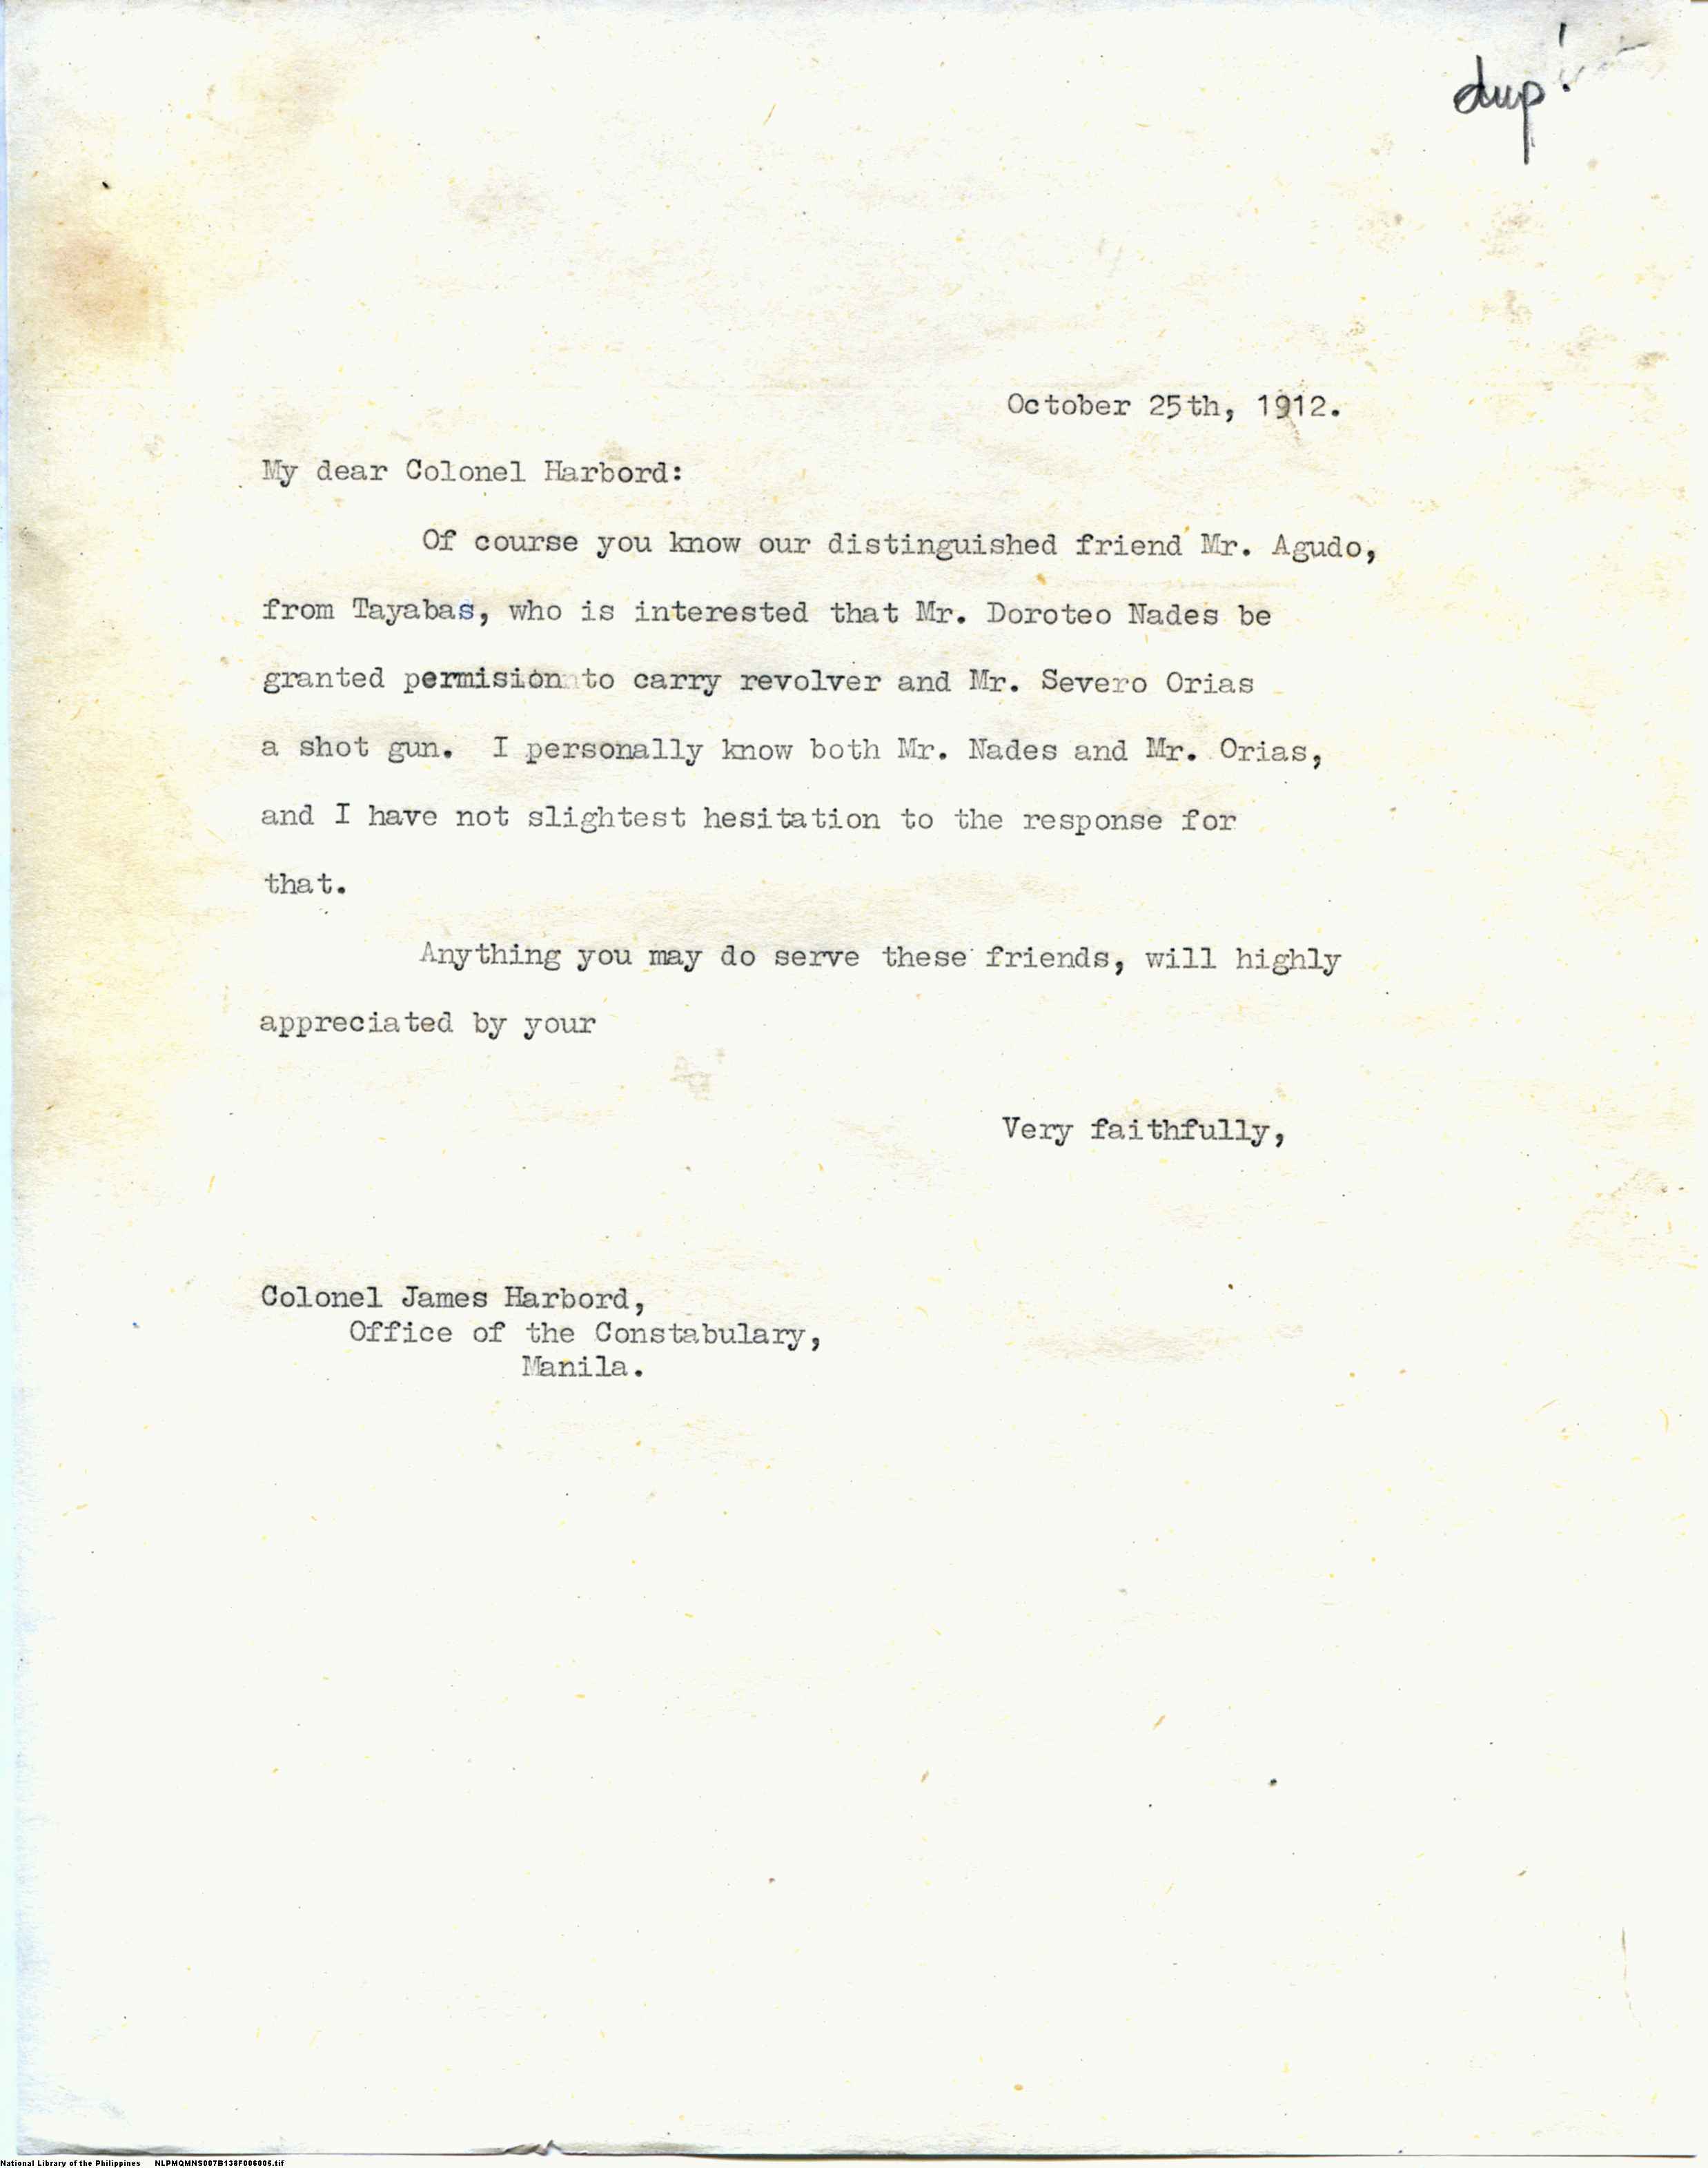 dup!
October 25th, 1912.
My dear Colonel Harbord:
Of course you know our distinguished friend Mr. Agudo,
from Tayabas, who is interested that Mr. Doroteo Nades be
granted permision to carry revolver and Mr. Severo Orias
a shot gun. I personally know both Mr. Nades and Mr. Orias,
and I have not slightest hesitation to the response for
that.
Anything you may do serve these friends, will highly
appreciated by your
Very faithfully,
Colonel James Harbord,
Office of the Constabulary,
Manila.
National Library of the Philippines NLPMQMNS007B138F006005.tif